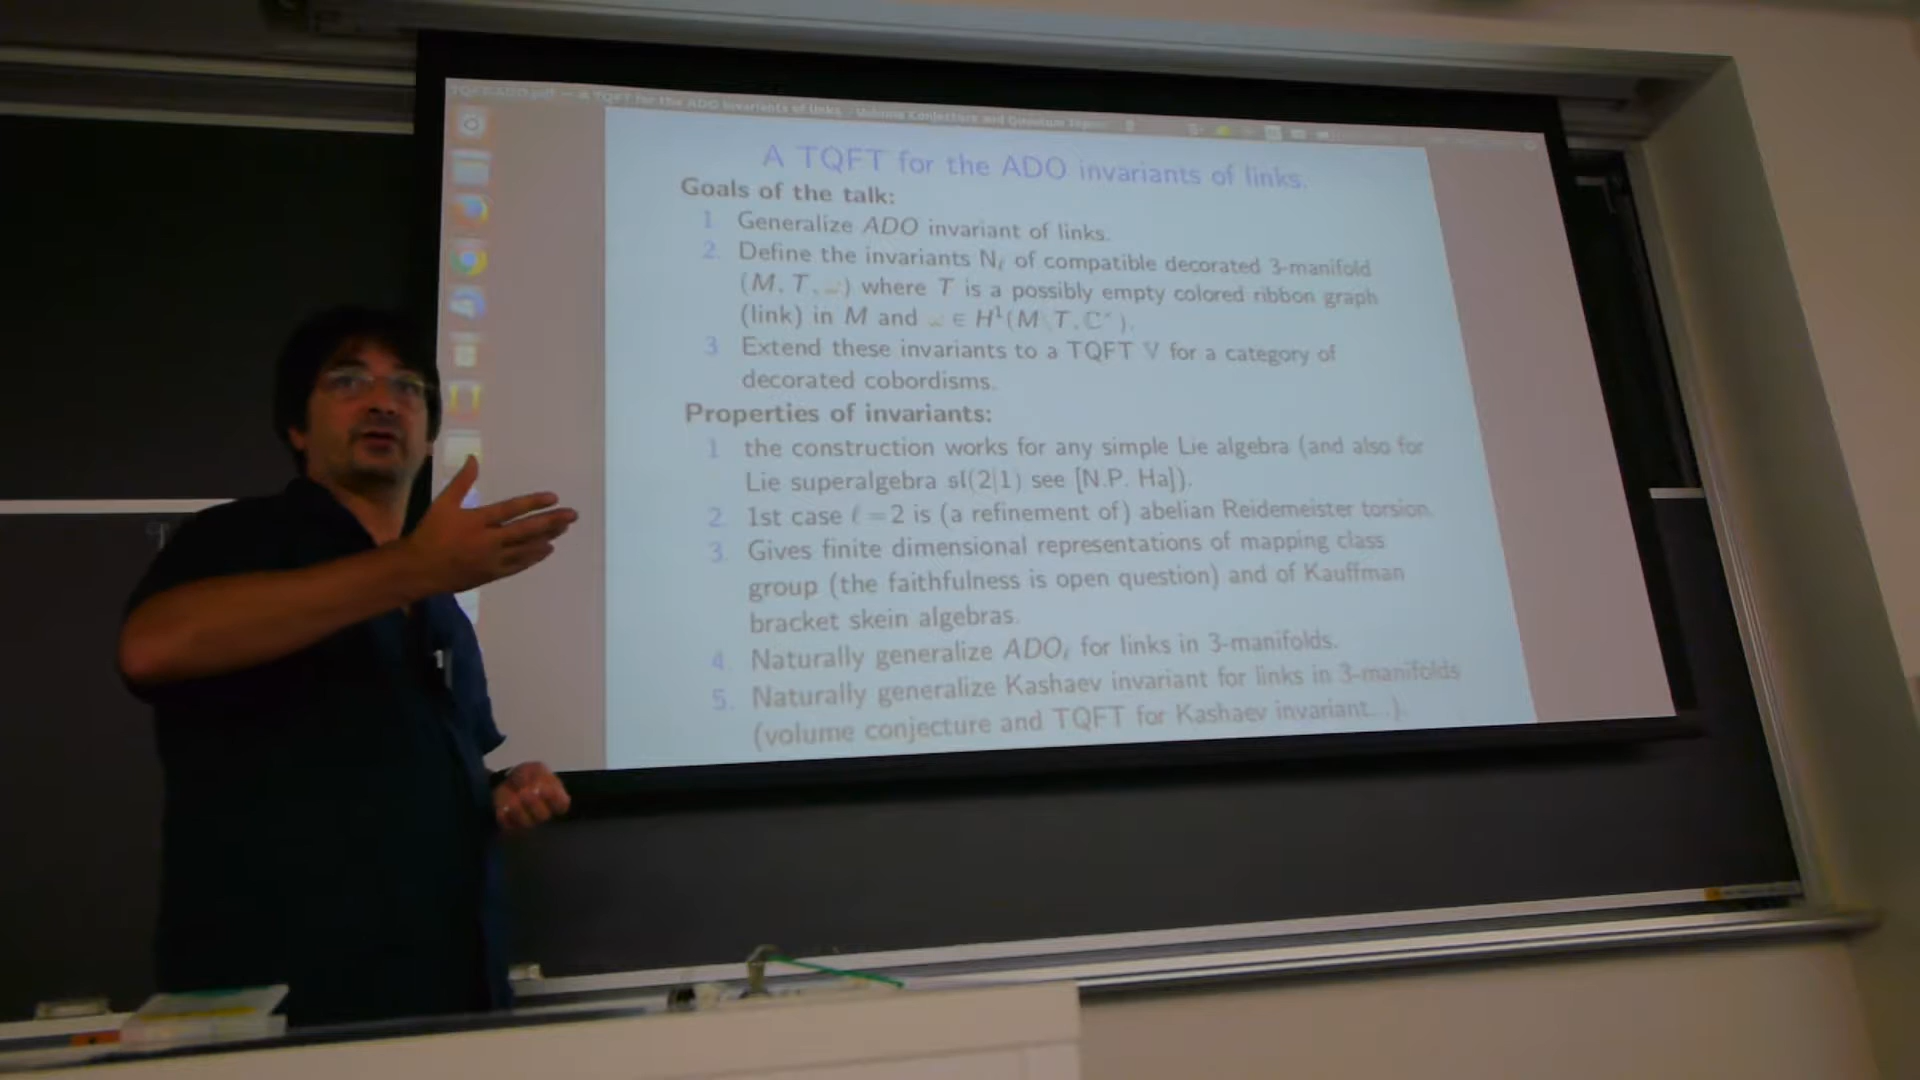 A TQFT for the ADO invariants of links.
Goals of the talk:
1 Generalize ADO invariant of links.
2. Define the invariants Nℓ of compatible decorated 3-manifold
(M, T, ω) where T is a possibly empty colored ribbon graph
(link) in M and ω ∈ H¹(M\T, ℂ*).
3 Extend these invariants to a TQFT V for a category of
decorated cobordisms.
Properties of invariants:
1 the construction works for any simple Lie algebra (and also for
Lie superalgebra sl(2|1) see [N.P. Ha]).
2. 1st case ℓ = 2 is (a refinement of) abelian Reidemeister torsion.
3. Gives finite dimensional representations of mapping class
group (the faithfulness is open question) and of Kauffman
bracket skein algebras.
4. Naturally generalize ADOℓ for links in 3-manifolds.
5. Naturally generalize Kashaev invariant for links in 3-manifolds
(volume conjecture and TQFT for Kashaev invariant...).